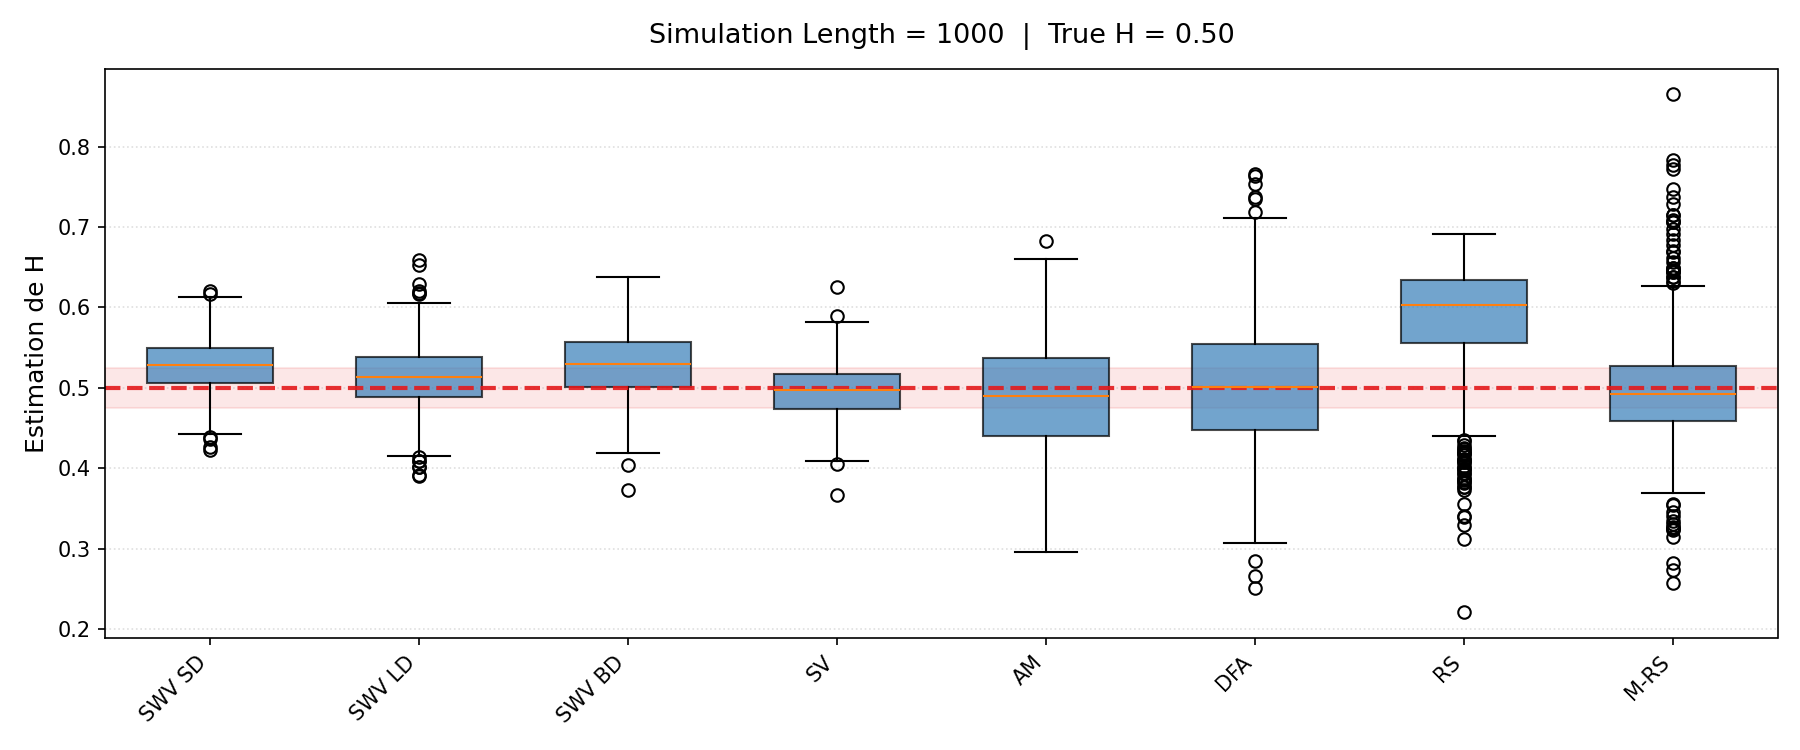 Simulation Length = 1000 | True H = 0.50
Estimation de H
0.8
0.7
0.6
0.5
0.4
0.3
0.2
SWV SD
SWV LD
SWV BD
SV
AM
DFA
RS
M-RS